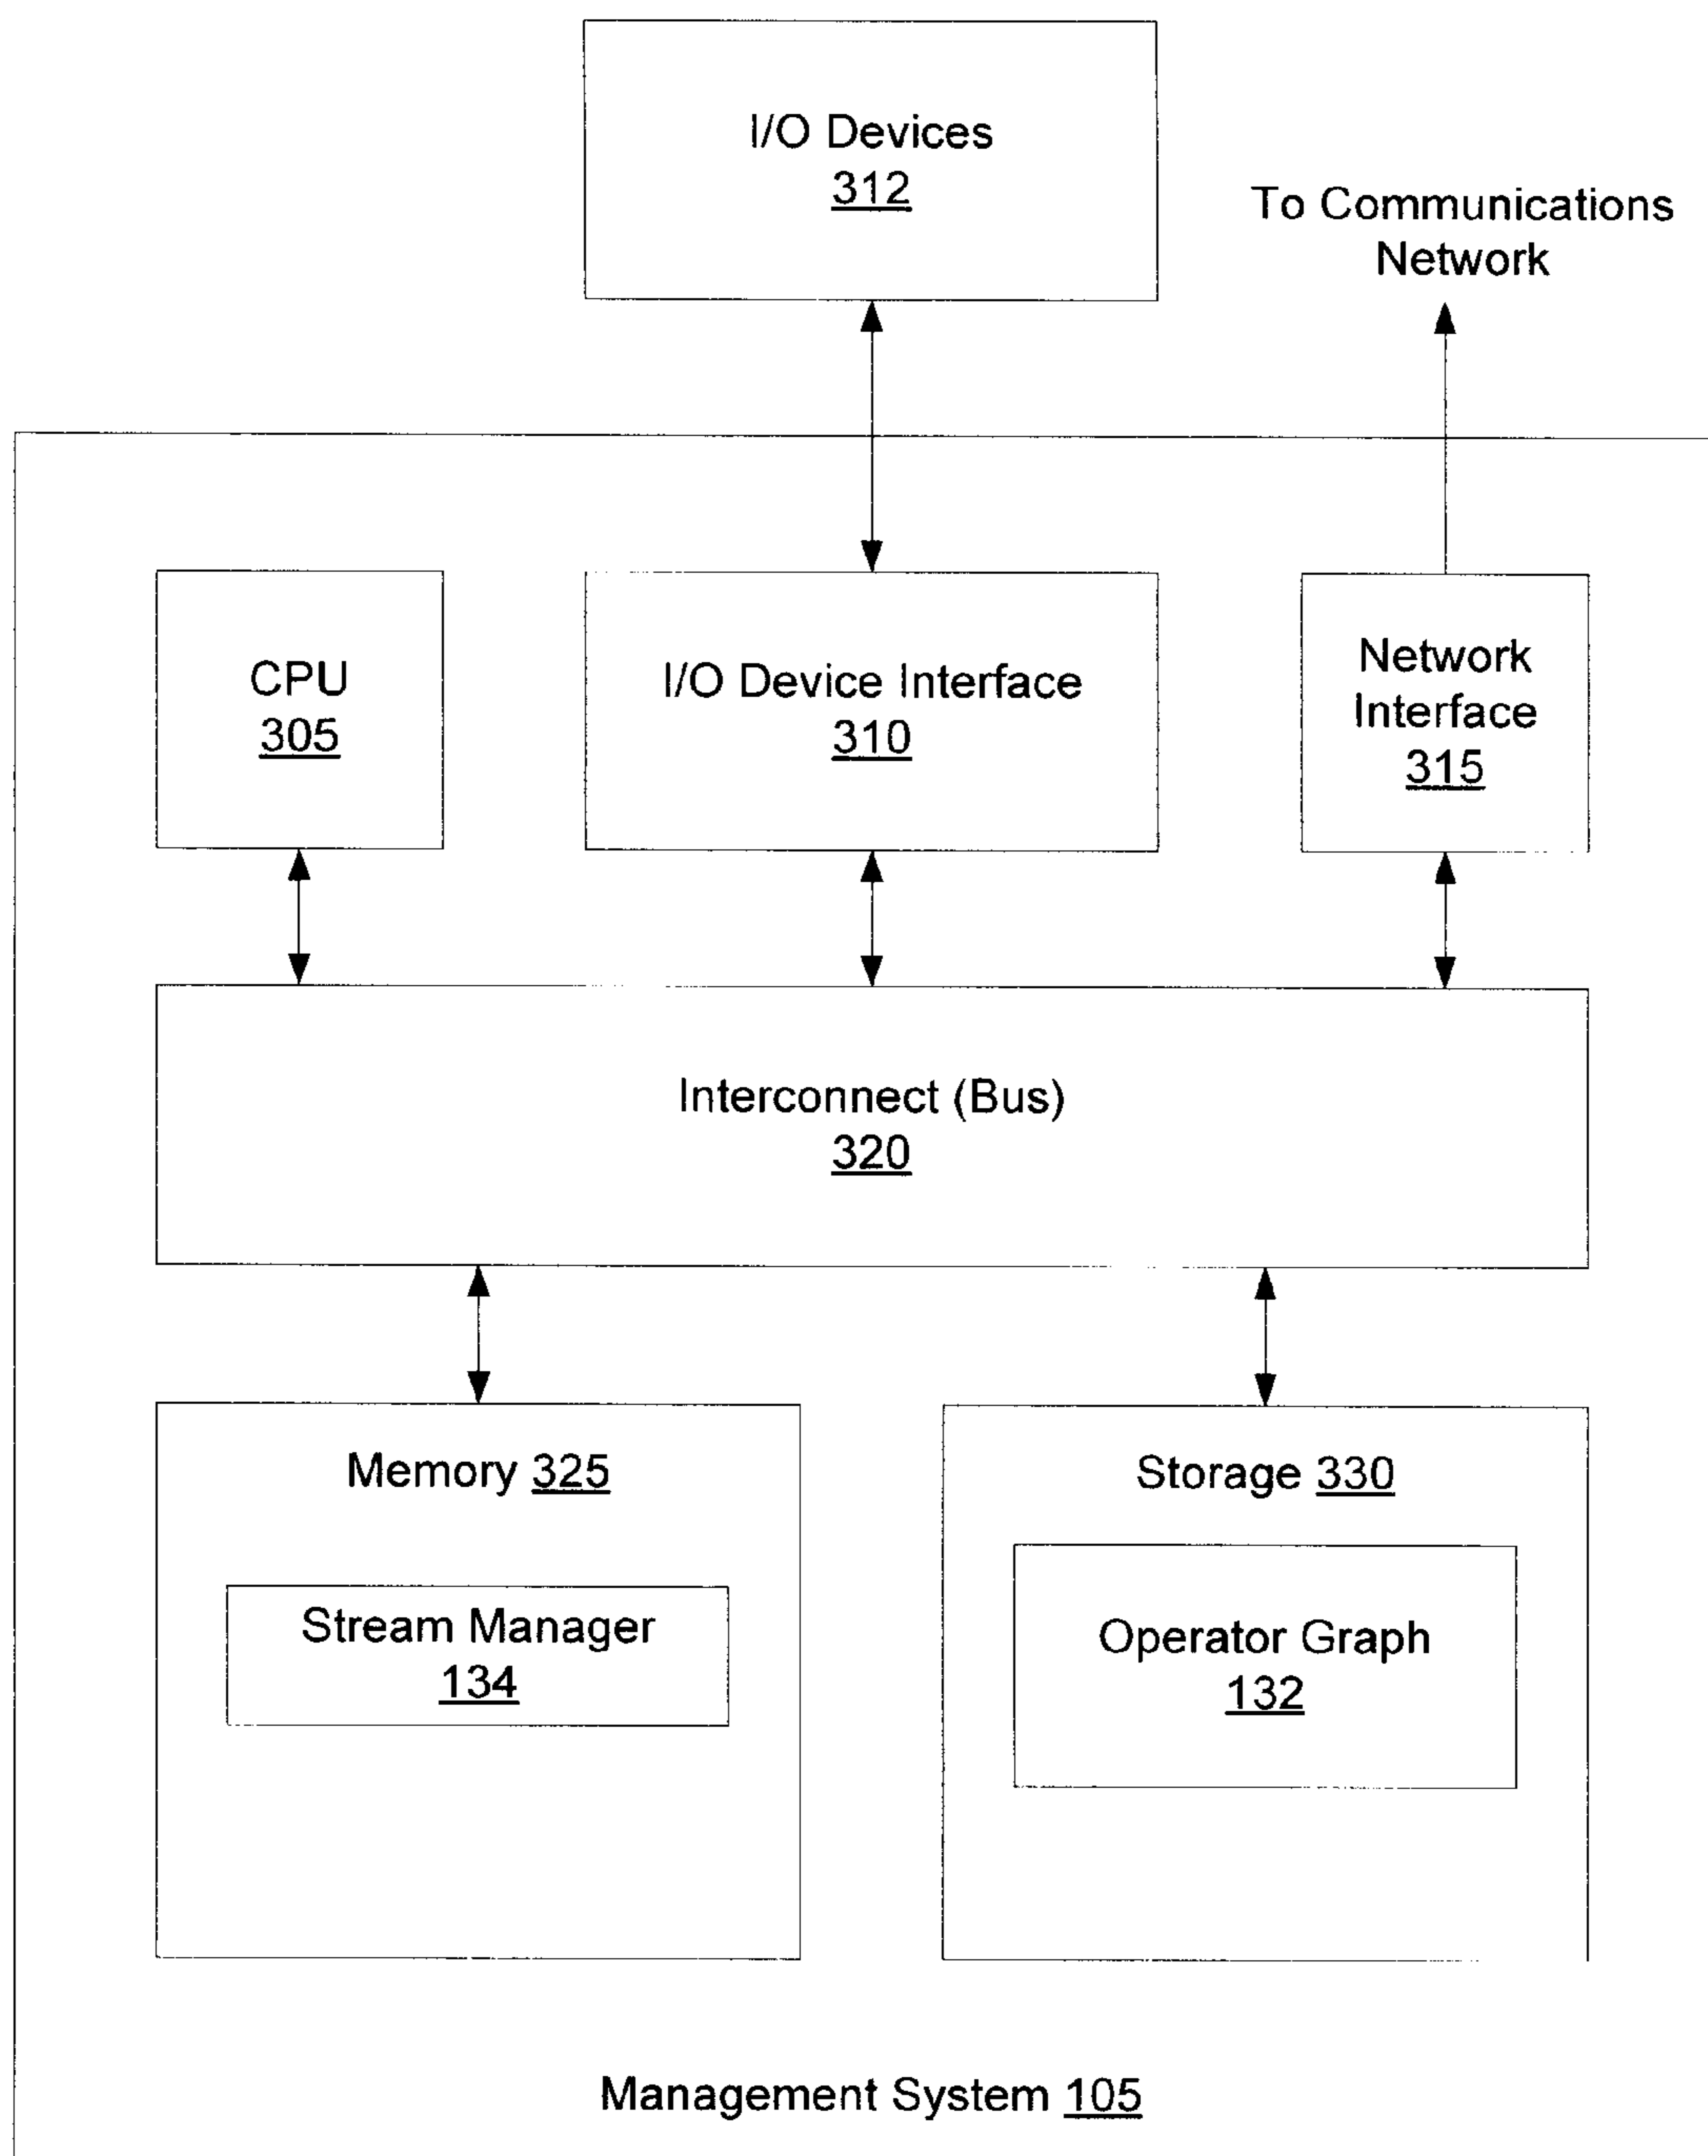 I/O Devices
312
To Communications
Network
CPU
305
I/O Device Interface
310
Network
Interface
315
Interconnect (Bus)
320
Memory 325
Storage 330
Stream Manager
134
Operator Graph
132
Management System 105